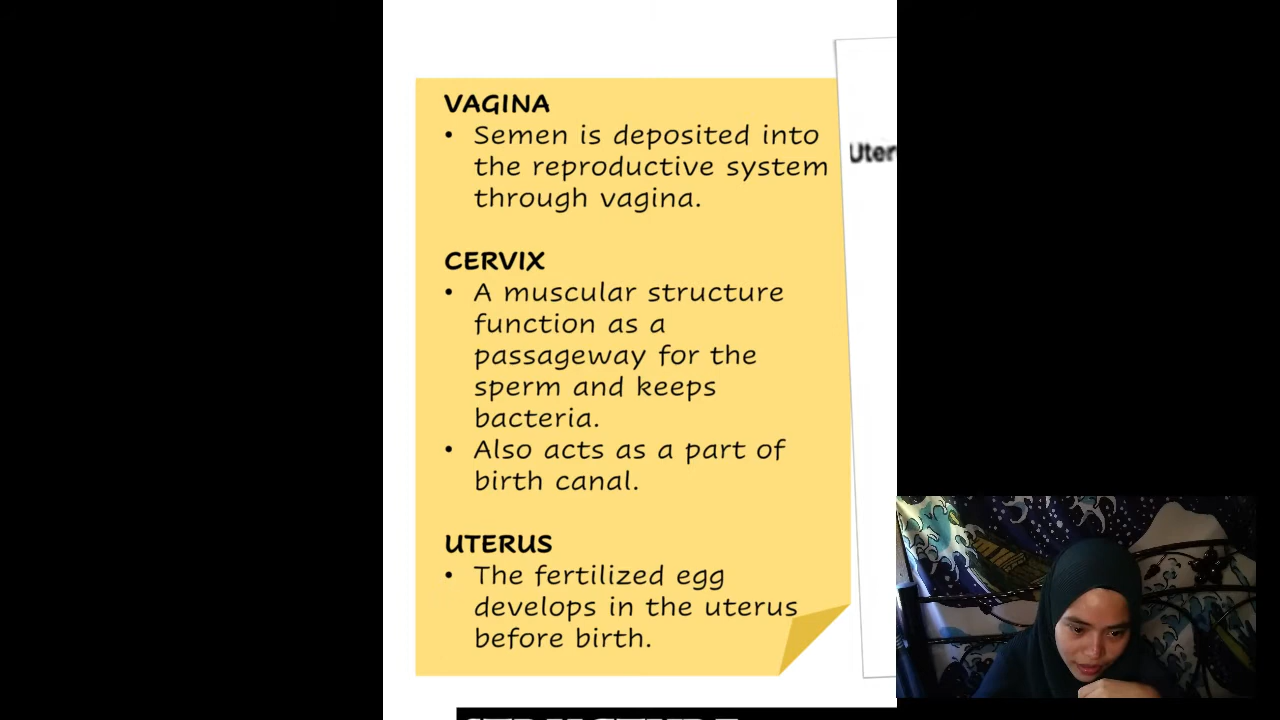 VAGINA
• Semen is deposited into
the reproductive system
through vagina.
CERVIX
• A muscular structure
function as a
passageway for the
sperm and keeps
bacteria.
• Also acts as a part of
birth canal.
UTERUS
• The fertilized egg
develops in the uterus
before birth.